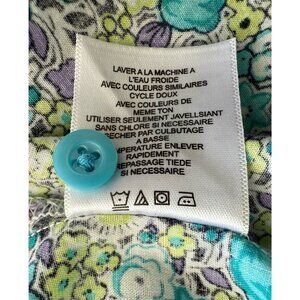 LAVER A LA MACHINE A
L'EAU FROIDE
AVEC COULEURS SIMILAIRES
CYCLE DOUX
AVEC COULEURS DE
MEME TON
UTILISER SEULEMENT JAVELLSIANT
SANS CHLORE SI NECESSAIRE
SECHER PAR CULBUTAGE
A BASSE
TEMPERATURE ENLEVER
RAPIDEMENT
REPASSAGE TIEDE
SI NECESSAIRE